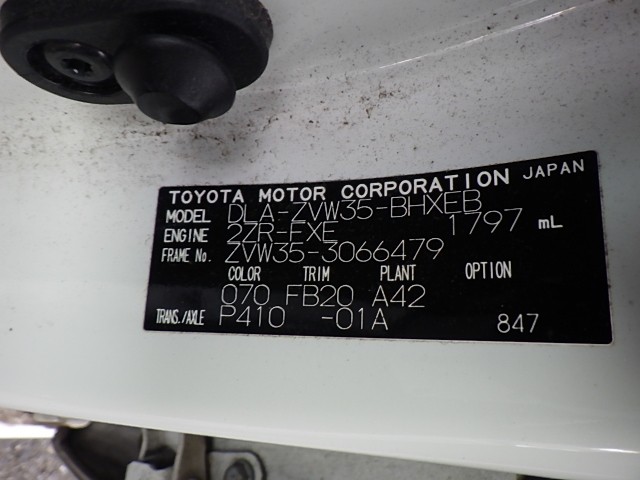 TOYOTA MOTOR CORPORATION JAPAN
MODEL DLA-ZVW35-BHXEB
ENGINE 2ZR-FXE 1797 mL
FRAME No. ZVW35-3066479
COLOR TRIM PLANT OPTION
070 FB20 A42
TRANS./AXLE P410 -01A 847